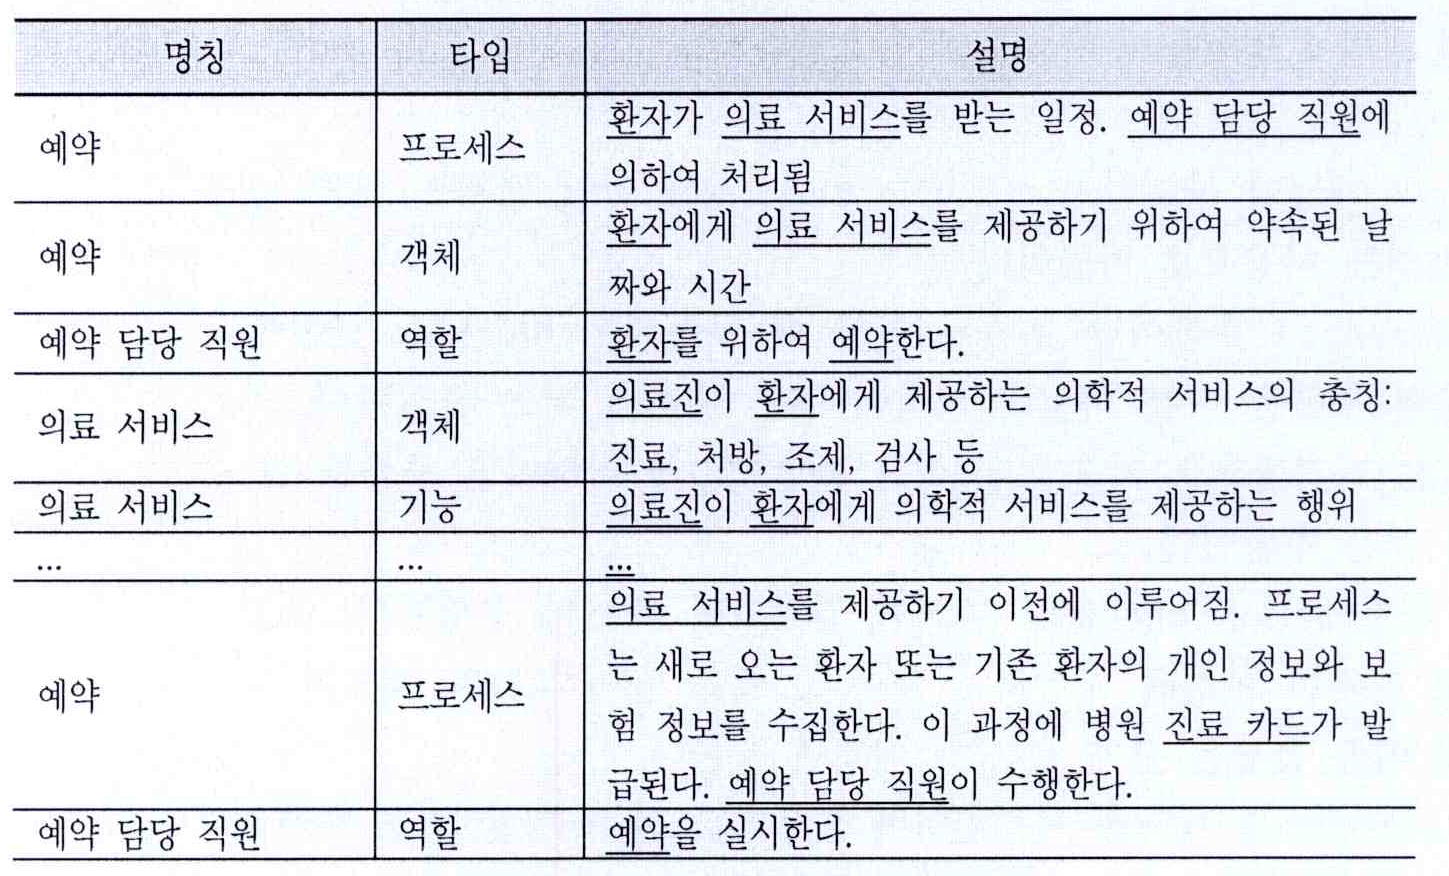 명칭 타입 설명
예약 프로세스 환자가 의료 서비스를 받는 일정. 예약 담당 직원에
의하여 처리됨
예약 객체 환자에게 의료 서비스를 제공하기 위하여 약속된 날
짜와 시간
예약 담당 직원 역할 환자를 위하여 예약한다.
의료 서비스 객체 의료진이 환자에게 제공하는 의학적 서비스의 총칭:
진료, 처방, 조제, 검사 등
의료 서비스 기능 의료진이 환자에게 의학적 서비스를 제공하는 행위
... ... ...
예약 프로세스 의료 서비스를 제공하기 이전에 이루어짐. 프로세스
는 새로 오는 환자 또는 기존 환자의 개인 정보와 보
험 정보를 수집한다. 이 과정에 병원 진료 카드가 발
급된다. 예약 담당 직원이 수행한다.
예약 담당 직원 역할 예약을 실시한다.